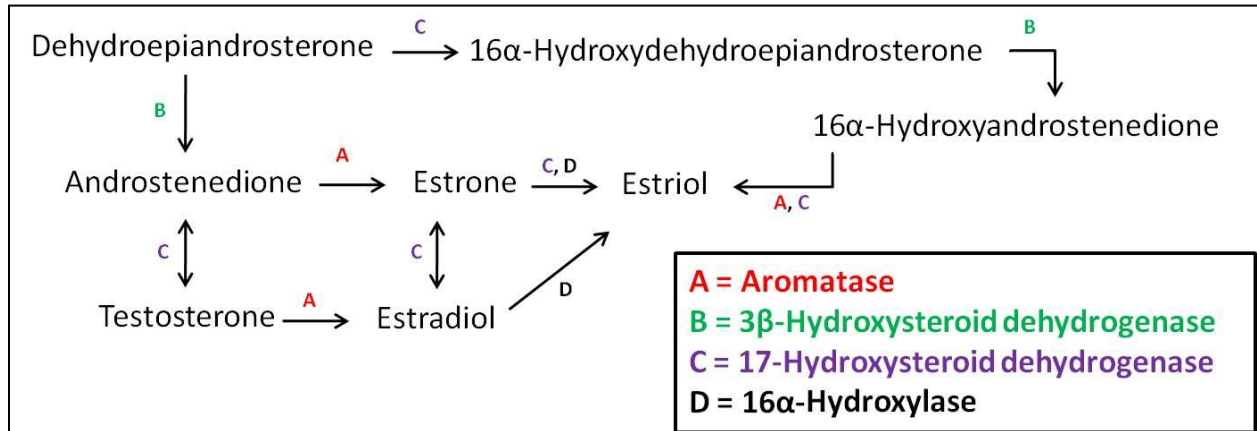 Dehydroepiandrosterone C 16α-Hydroxydehydroepiandrosterone B
B
16α-Hydroxyandrostenedione
Androstenedione A Estrone C, D Estriol
A, C
C C
D
Testosterone A Estradiol
A = Aromatase
B = 3β-Hydroxysteroid dehydrogenase
C = 17-Hydroxysteroid dehydrogenase
D = 16α-Hydroxylase